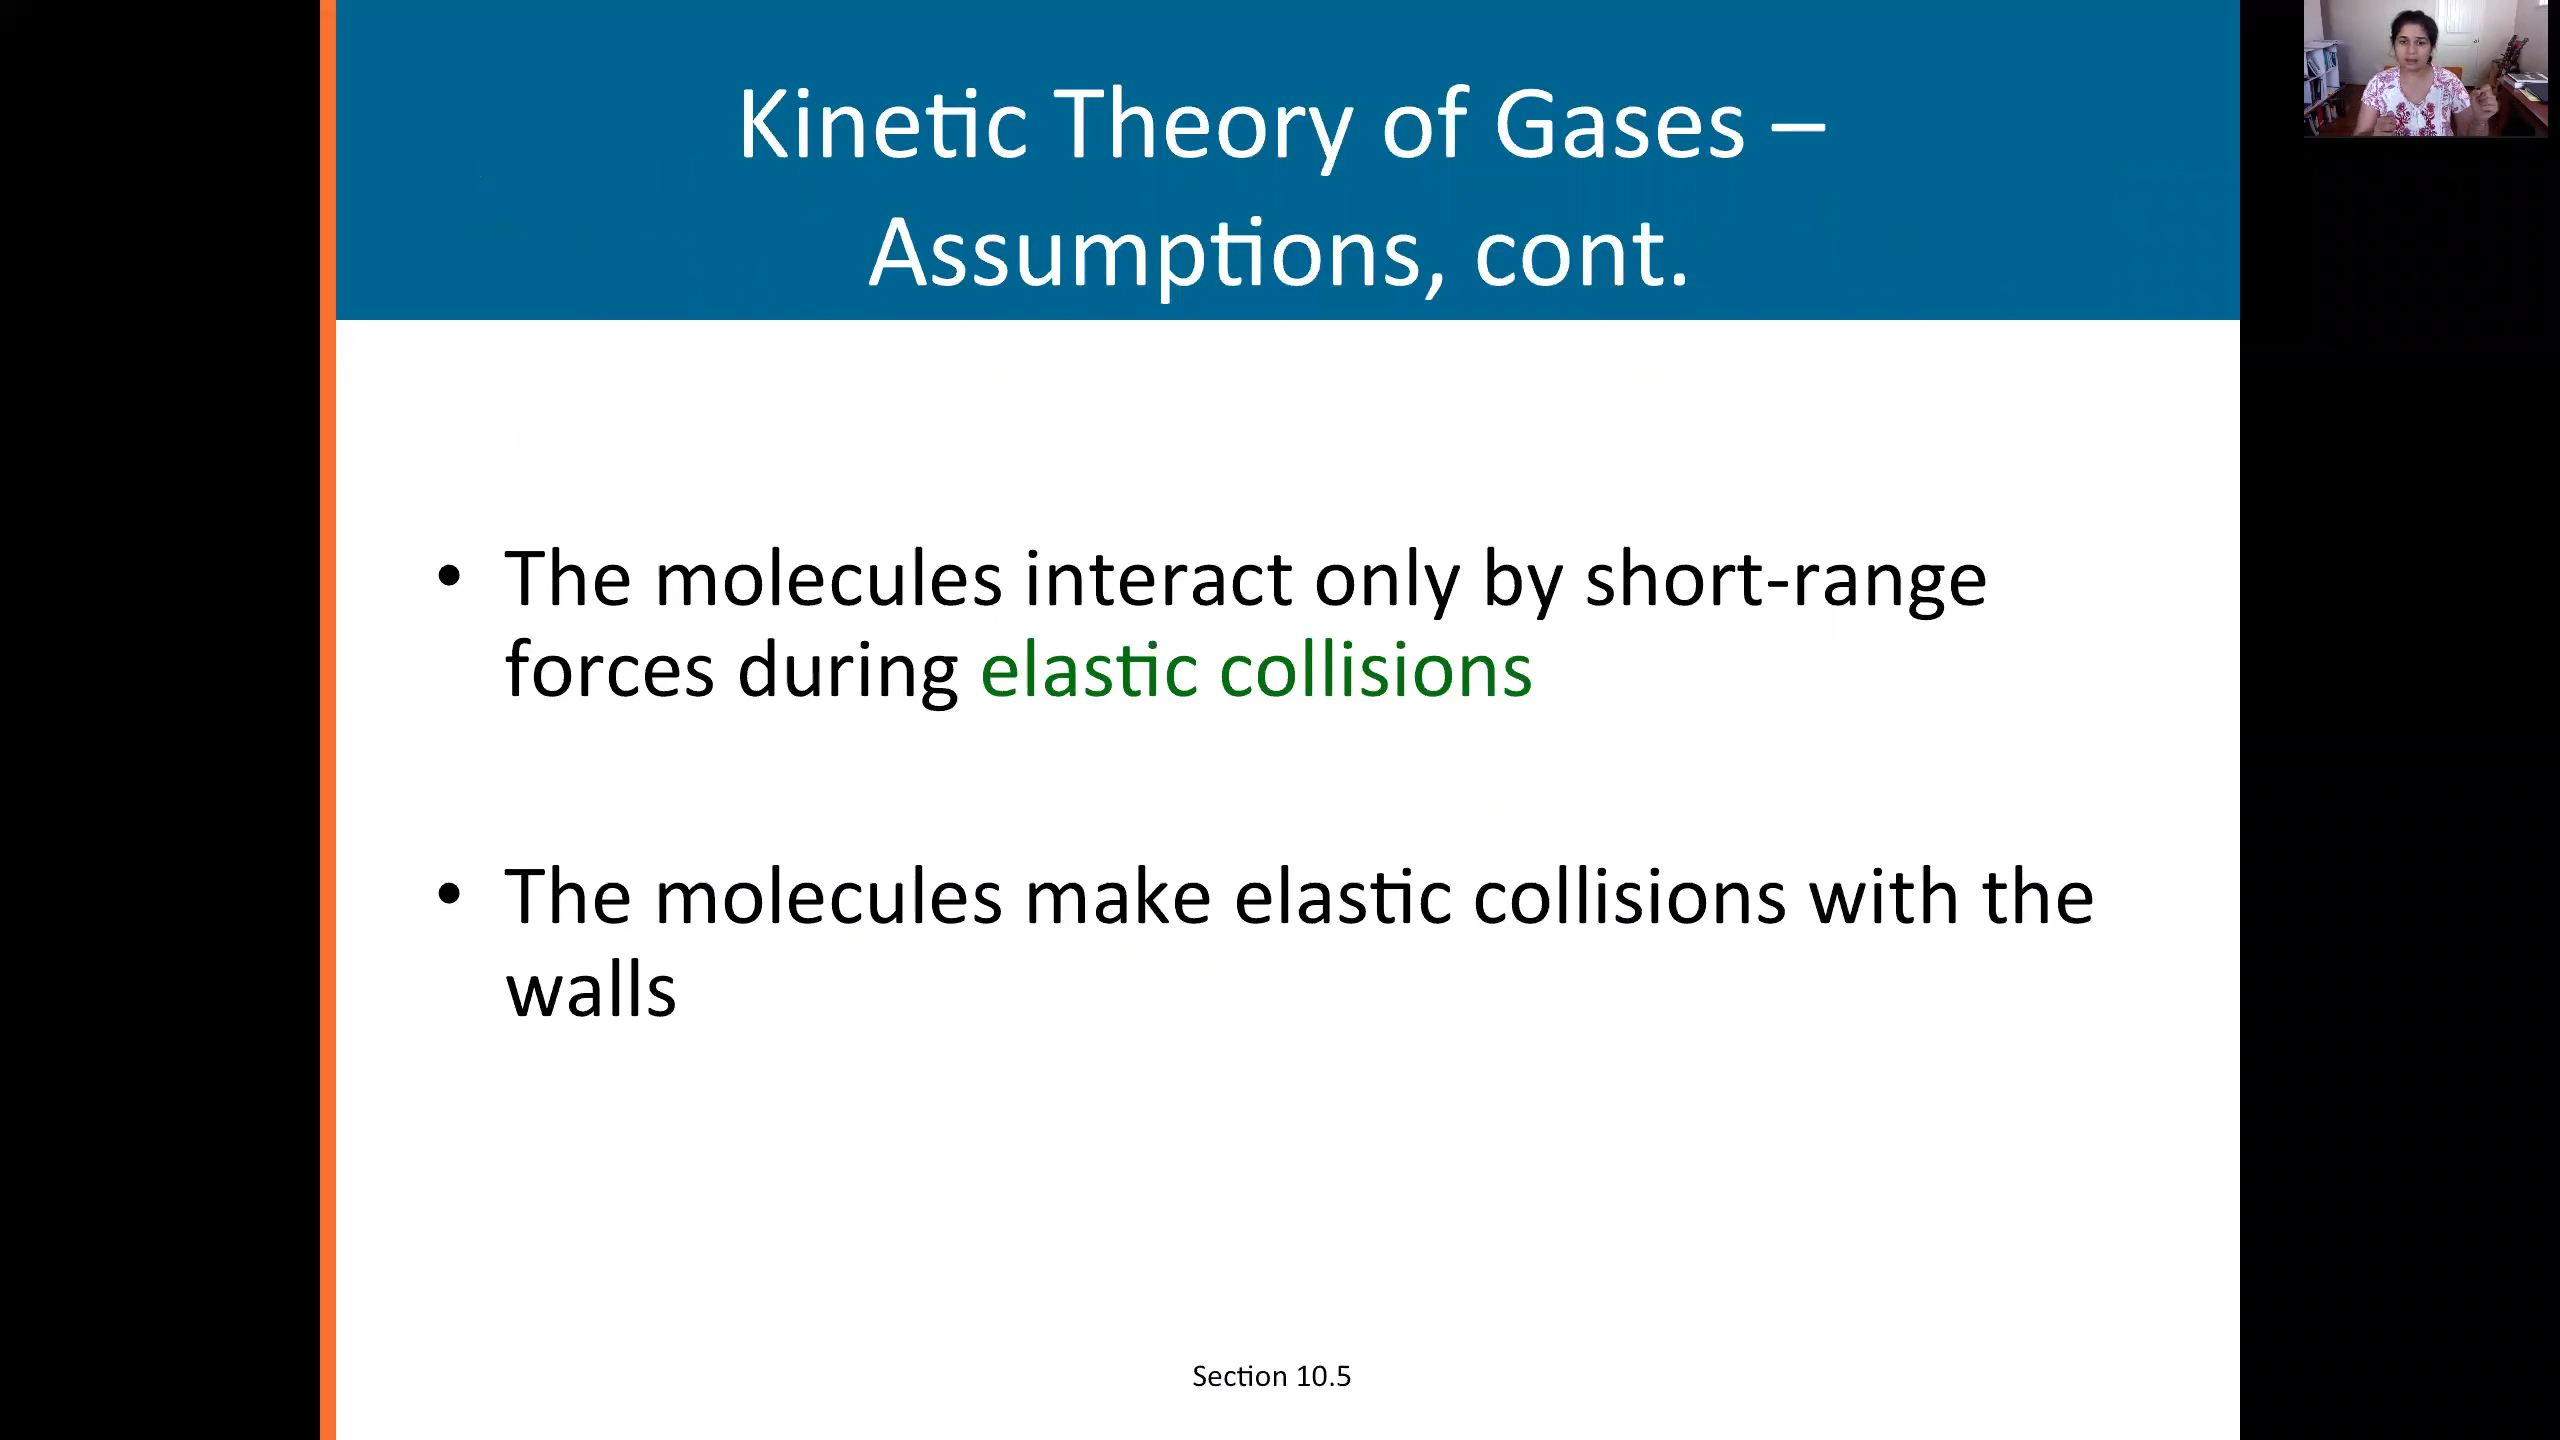 Kinetic Theory of Gases –
Assumptions, cont.
• The molecules interact only by short-range
forces during elastic collisions
• The molecules make elastic collisions with the
walls
Section 10.5